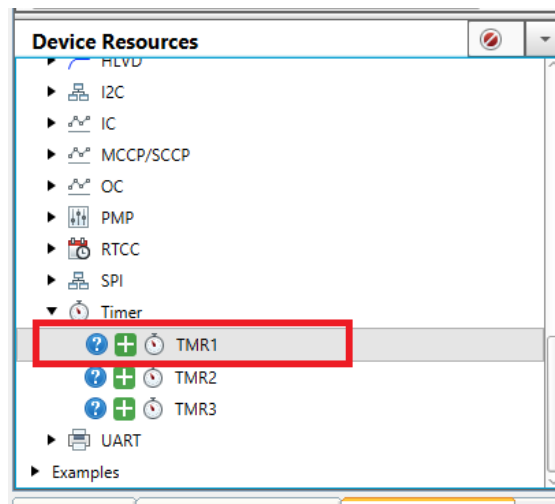 Device Resources
HLVD
I2C
IC
MCCP/SCCP
OC
PMP
RTCC
SPI
Timer
TMR1
TMR2
TMR3
UART
Examples